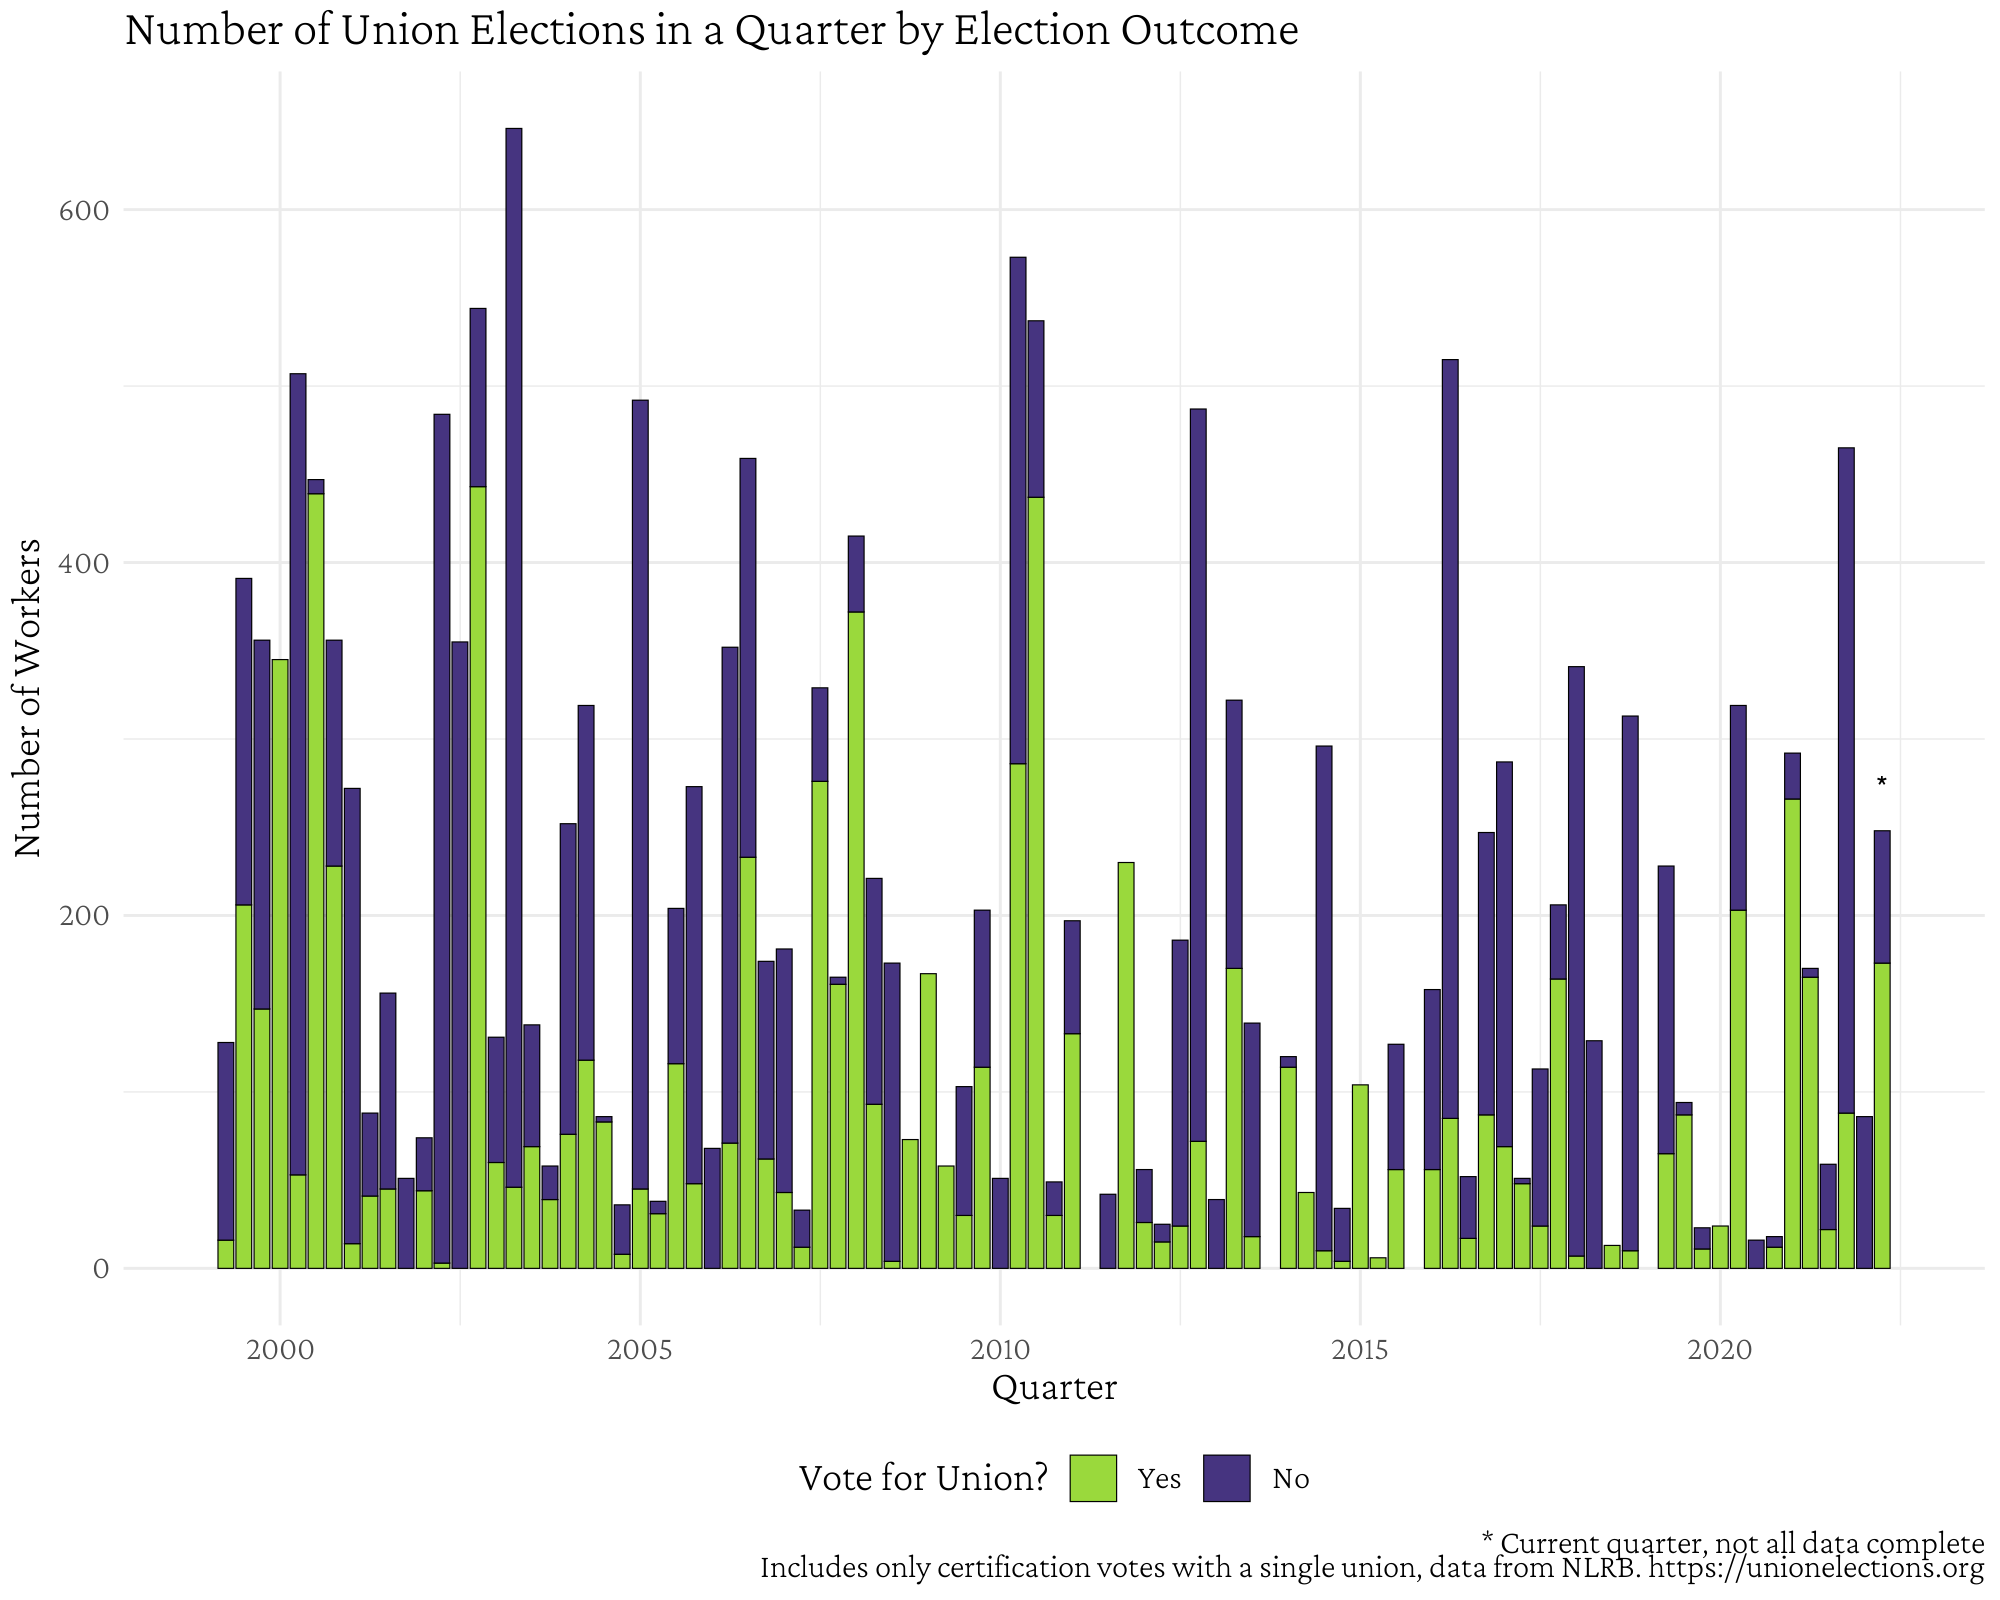 Number of Union Elections in a Quarter by Election Outcome
600
400
200
0
Number of Workers
2000 2005 2010 2015 2020
*
Quarter
Vote for Union? Yes No
* Current quarter, not all data complete
Includes only certification votes with a single union, data from NLRB. https://unionelections.org